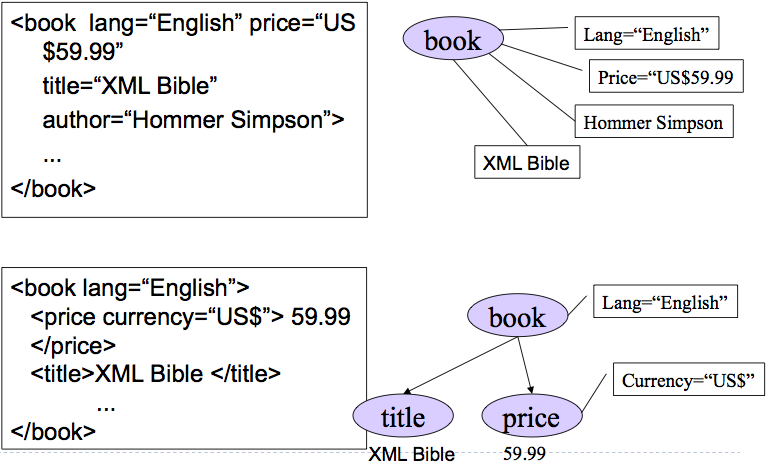 <book  lang=“English” price=“US
$59.99”
title=“XML Bible”
author=“Hommer Simpson”>
...
</book>
book
Lang=“English”
Price=“US$59.99
Hommer Simpson
XML Bible
<book lang=“English”>
<price currency=“US$”> 59.99
</price>
<title>XML Bible </title>
...
</book>
book
Lang=“English”
Currency=“US$”
title
price
XML Bible
59.99